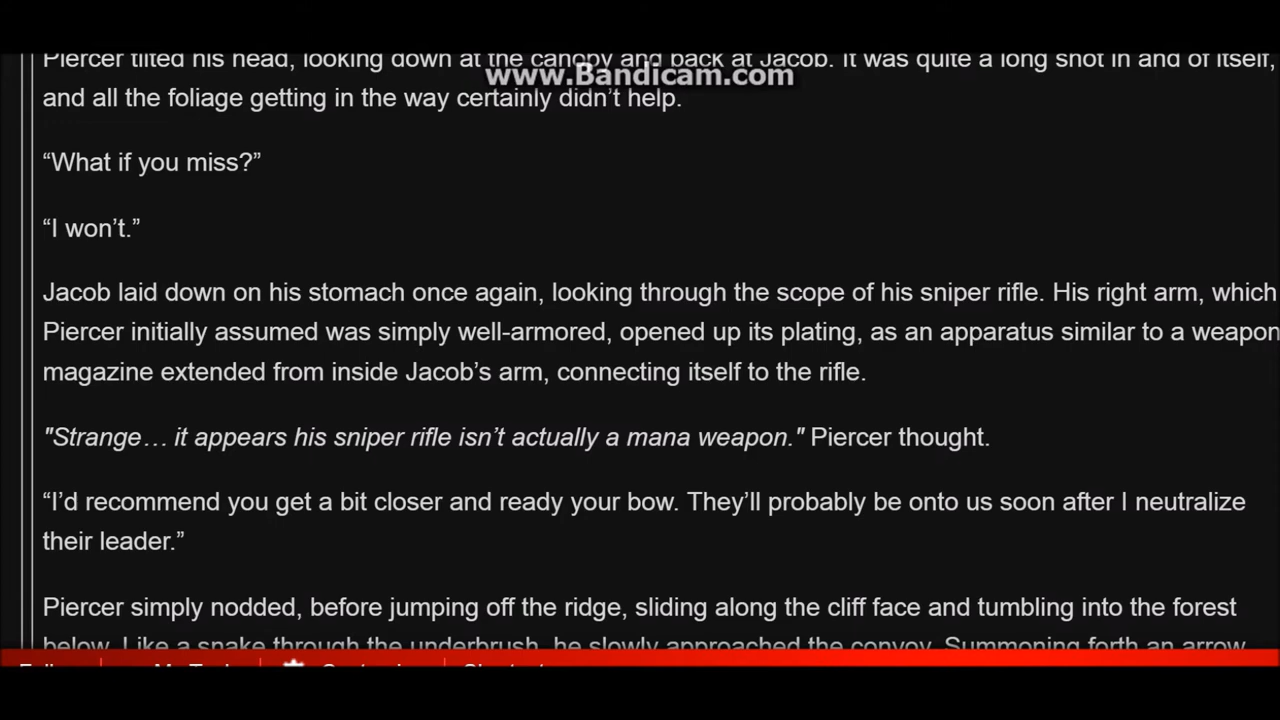 Piercer tilted his head, looking down at the canopy and back at Jacob. It was quite a long shot in and of itself,
www.Bandicam.com
and all the foliage getting in the way certainly didn’t help.
“What if you miss?”
“I won’t.”
Jacob laid down on his stomach once again, looking through the scope of his sniper rifle. His right arm, which
Piercer initially assumed was simply well-armored, opened up its plating, as an apparatus similar to a weapon
magazine extended from inside Jacob’s arm, connecting itself to the rifle.
"Strange… it appears his sniper rifle isn’t actually a mana weapon." Piercer thought.
“I’d recommend you get a bit closer and ready your bow. They’ll probably be onto us soon after I neutralize
their leader.”
Piercer simply nodded, before jumping off the ridge, sliding along the cliff face and tumbling into the forest
below. Like a snake through the underbrush, he slowly approached the convoy. Summoning forth an arrow